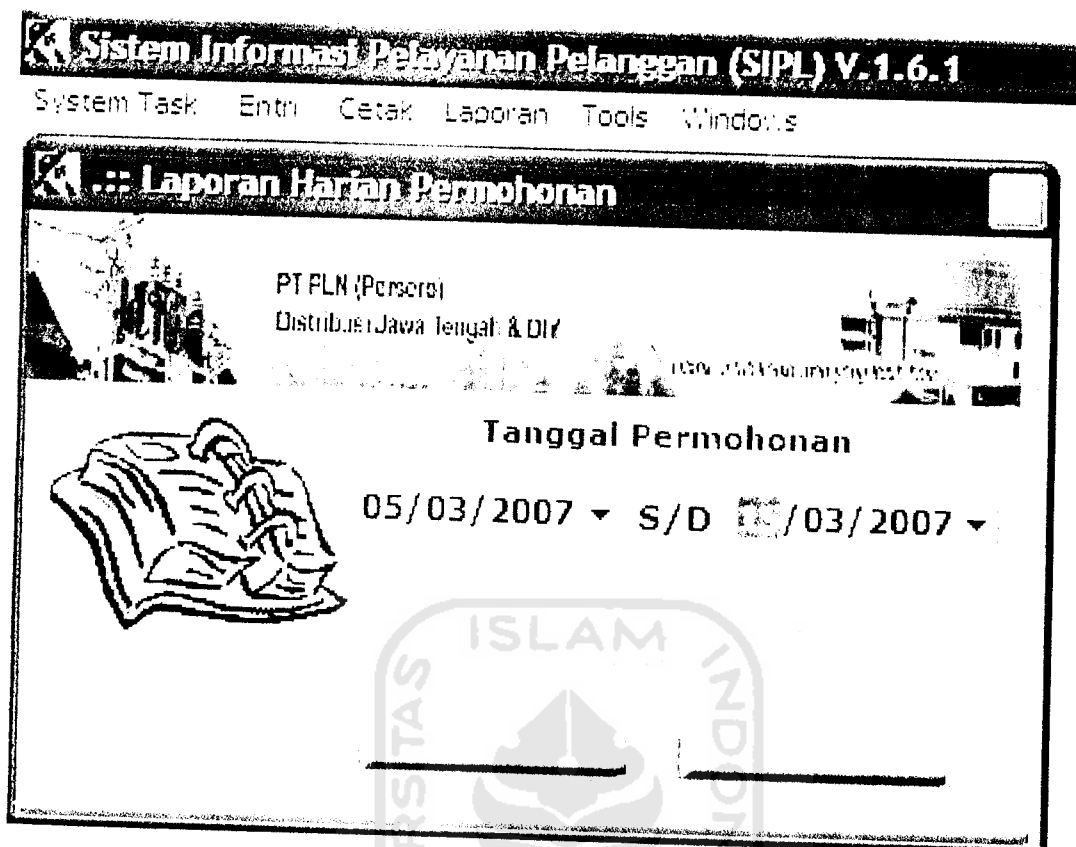 Sistem Informasi Pelayanan Pelanggan (SIPL) V.1.6.1
System Task Entri Cetak Laporan Tools Windows
.:: Laporan Harian Permohonan
PT PLN (Persero)
Distribusi Jawa Tengah & DIY
Tanggal Permohonan
05/03/2007 S/D /03/2007
ISLAM